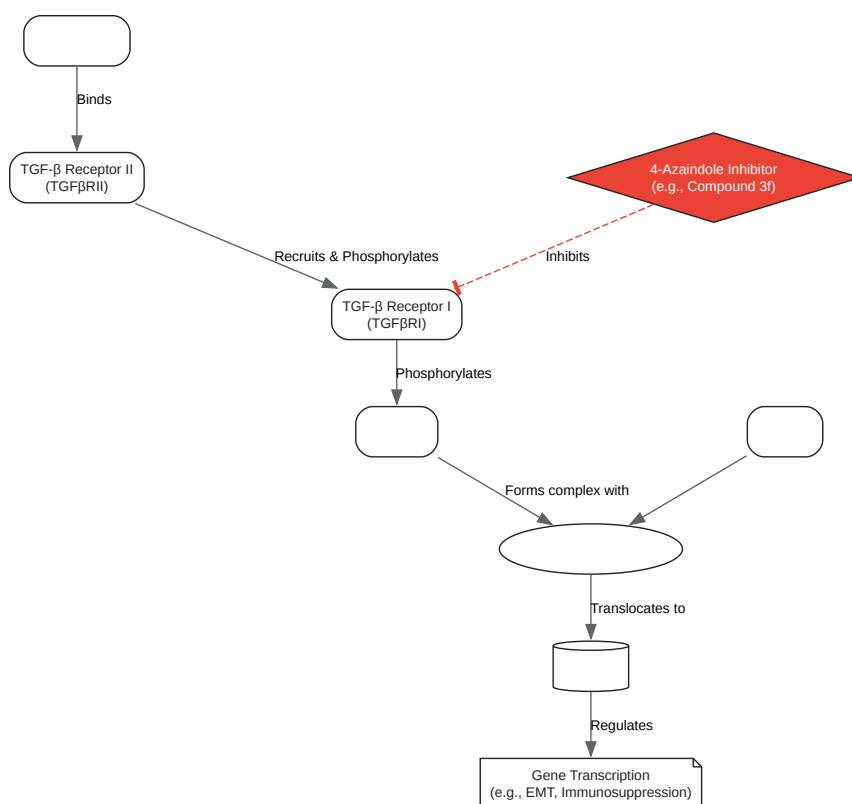 Binds
TGF-β Receptor II
(TGFβRII)
4-Azaindole Inhibitor
(e.g., Compound 3f)
Recruits & Phosphorylates
Inhibits
TGF-β Receptor I
(TGFβRI)
Phosphorylates
Forms complex with
Translocates to
Regulates
Gene Transcription
(e.g., EMT, Immunosuppression)